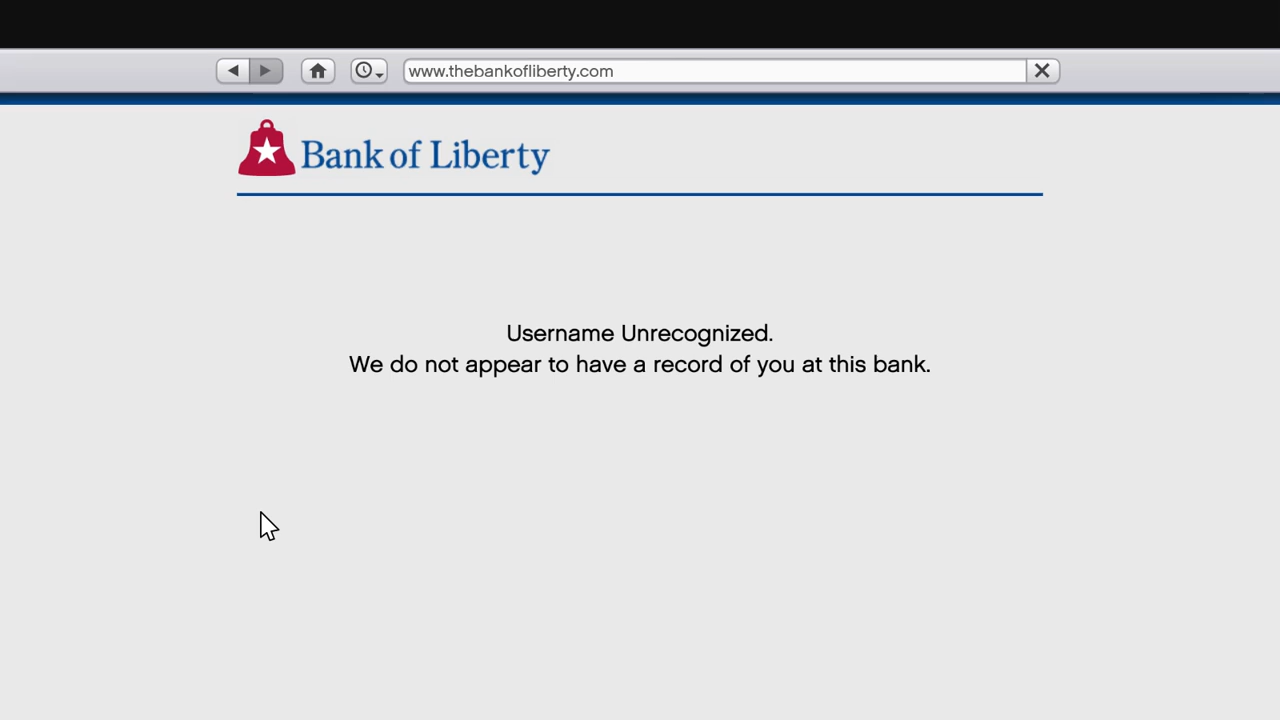 www.thebankofliberty.com
Bank of Liberty
Username Unrecognized.
We do not appear to have a record of you at this bank.